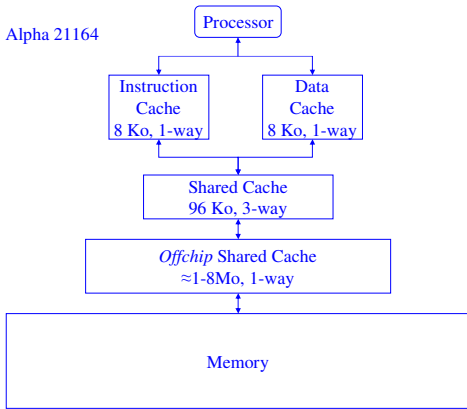 Processor
Alpha 21164
Instruction
Cache
8 Ko, 1-way
Data
Cache
8 Ko, 1-way
Shared Cache
96 Ko, 3-way
Offchip Shared Cache
≈1-8Mo, 1-way
Memory